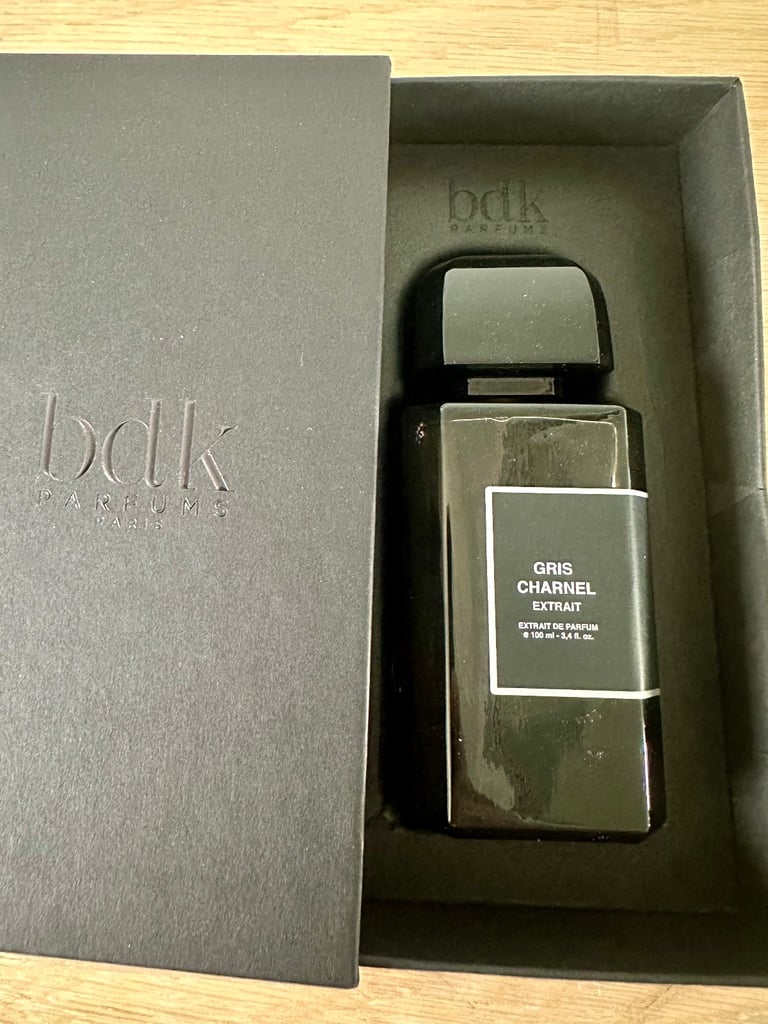 bdk
PARFUMS
PARIS
bdk
PARFUMS
GRIS
CHARNEL
EXTRAIT
EXTRAIT DE PARFUM
e 100 ml - 3,4 fl. oz.